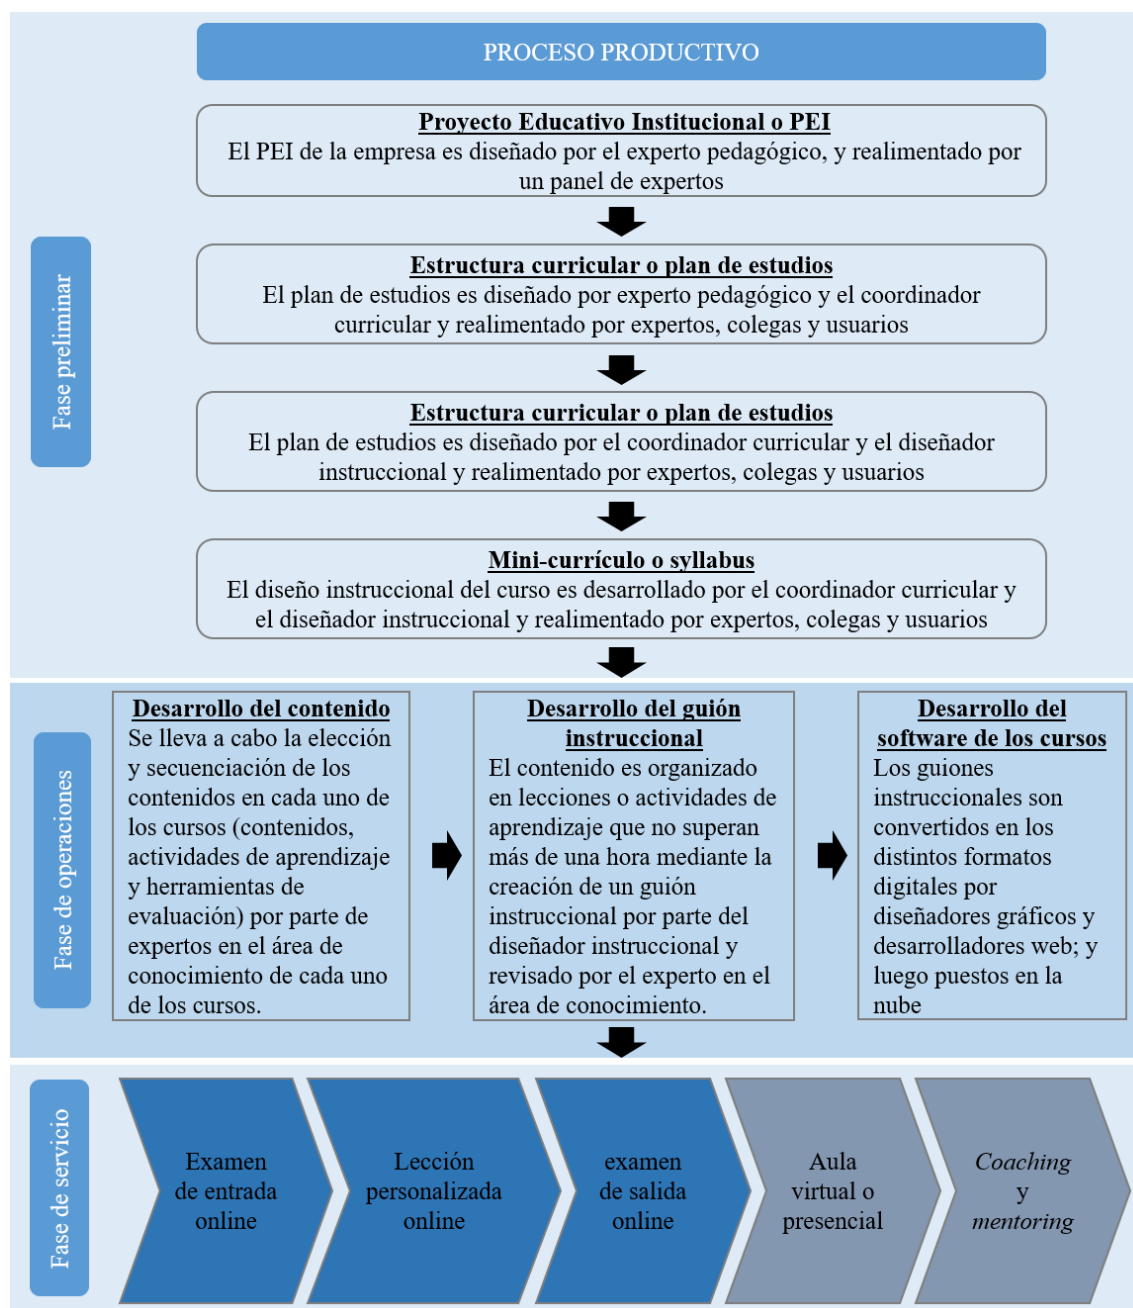 PROCESO PRODUCTIVO
Fase preliminar
Proyecto Educativo Institucional o PEI
El PEI de la empresa es diseñado por el experto pedagógico, y realimentado por
un panel de expertos
Estructura curricular o plan de estudios
El plan de estudios es diseñado por experto pedagógico y el coordinador
curricular y realimentado por expertos, colegas y usuarios
Estructura curricular o plan de estudios
El plan de estudios es diseñado por el coordinador curricular y el diseñador
instruccional y realimentado por expertos, colegas y usuarios
Mini-currículo o syllabus
El diseño instruccional del curso es desarrollado por el coordinador curricular y
el diseñador instruccional y realimentado por expertos, colegas y usuarios
Fase de operaciones
Desarrollo del contenido
Se lleva a cabo la elección
y secuenciación de los
contenidos en cada uno de
los cursos (contenidos,
actividades de aprendizaje
y herramientas de
evaluación) por parte de
expertos en el área de
conocimiento de cada uno
de los cursos.
Desarrollo del guión
instruccional
El contenido es organizado
en lecciones o actividades de
aprendizaje que no superan
más de una hora mediante la
creación de un guión
instruccional por parte del
diseñador instruccional y
revisado por el experto en el
área de conocimiento.
Desarrollo del
software de los cursos
Los guiones
instruccionales son
convertidos en los
distintos formatos
digitales por
diseñadores gráficos y
desarrolladores web; y
luego puestos en la
nube
Fase de servicio
Examen
de entrada
online
Lección
personalizada
online
examen
de salida
online
Aula
virtual o
presencial
Coaching
y
mentoring